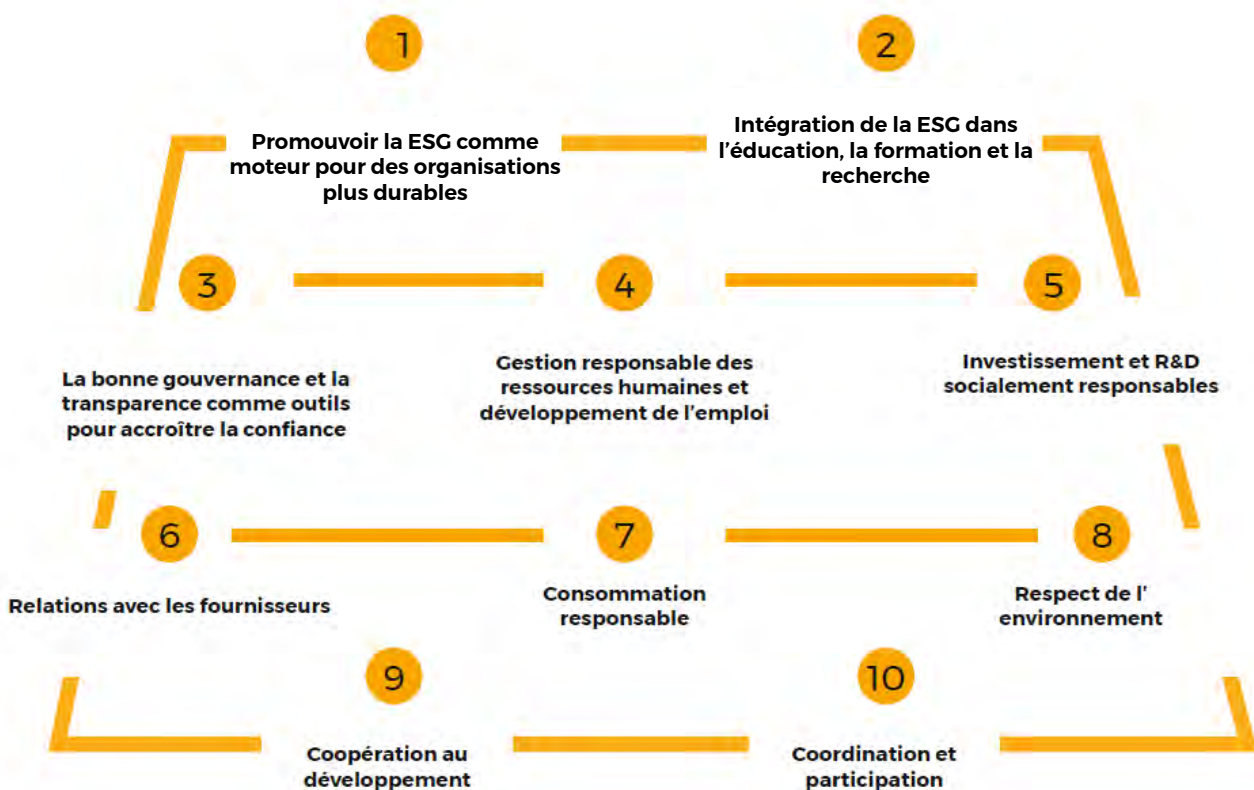 1
2
Promouvoir la ESG comme
moteur pour des organisations
plus durables
Intégration de la ESG dans
l'éducation, la formation et la
recherche
3
4
5
La bonne gouvernance et la
transparence comme outils
pour accroître la confiance
Gestion responsable des
ressources humaines et
développement de l'emploi
Investissement et R&D
socialement responsables
6
7
8
Relations avec les fournisseurs
Consommation
responsable
Respect de l'
environnement
9
10
Coopération au
développement
Coordination et
participation